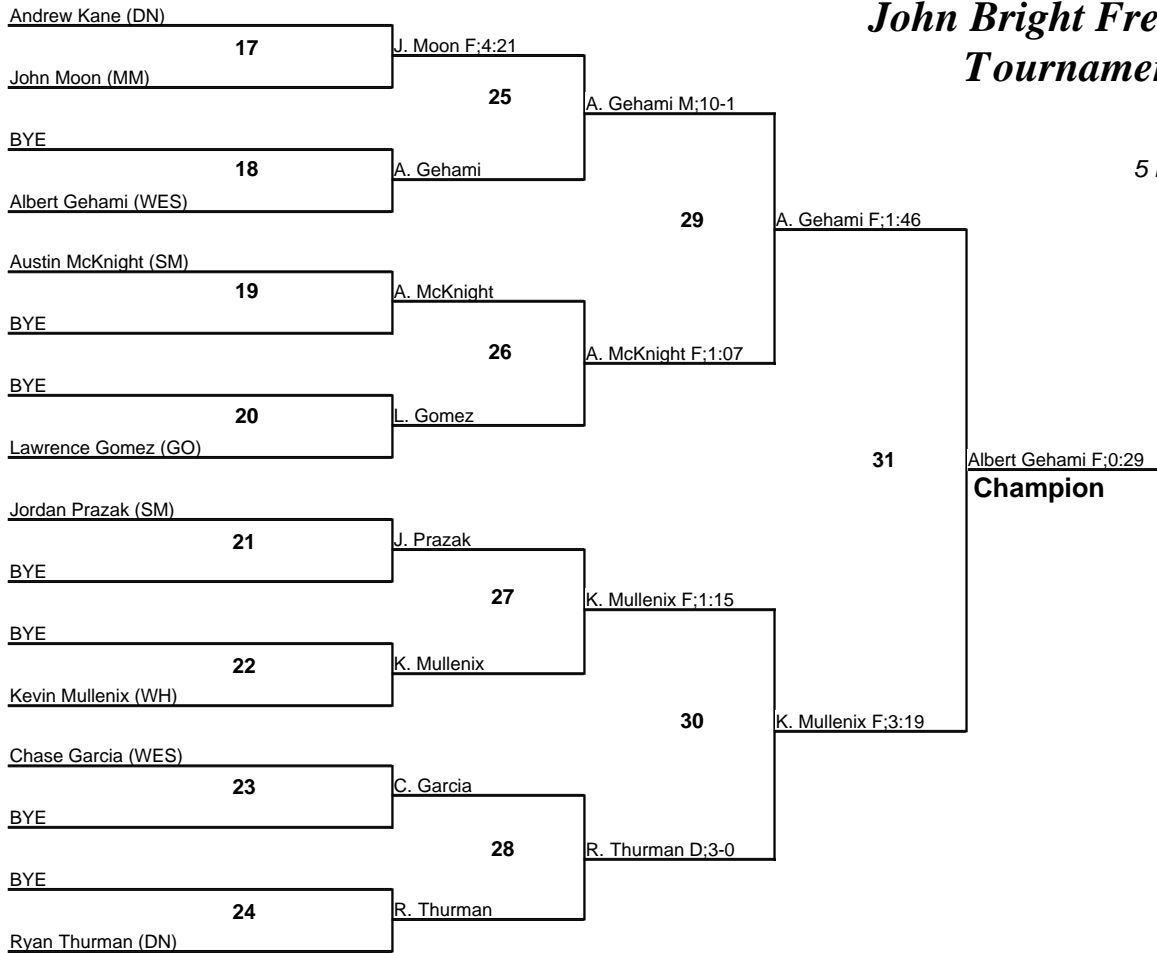 John Bright
Andrew Kane (DN)
17
J. Moon F;4:21
John Moon (MM)
25
A. Gehami M;10-1
BYE
18
A. Gehami
5
Albert Gehami (WES)
29
A. Gehami F;1:46
Austin McKnight (SM)
19
A. McKnight
BYE
26
A. McKnight F;1:07
BYE
20
L. Gomez
Lawrence Gomez (GO)
31
Albert Gehami F;0:29
Champion
Jordan Prazak (SM)
21
J. Prazak
BYE
27
K. Mullenix F;1:15
BYE
22
K. Mullenix
Kevin Mullenix (WH)
30
K. Mullenix F;3:19
Chase Garcia (WES)
23
C. Garcia
BYE
28
R. Thurman D;3-0
BYE
24
R. Thurman
Ryan Thurman (DN)